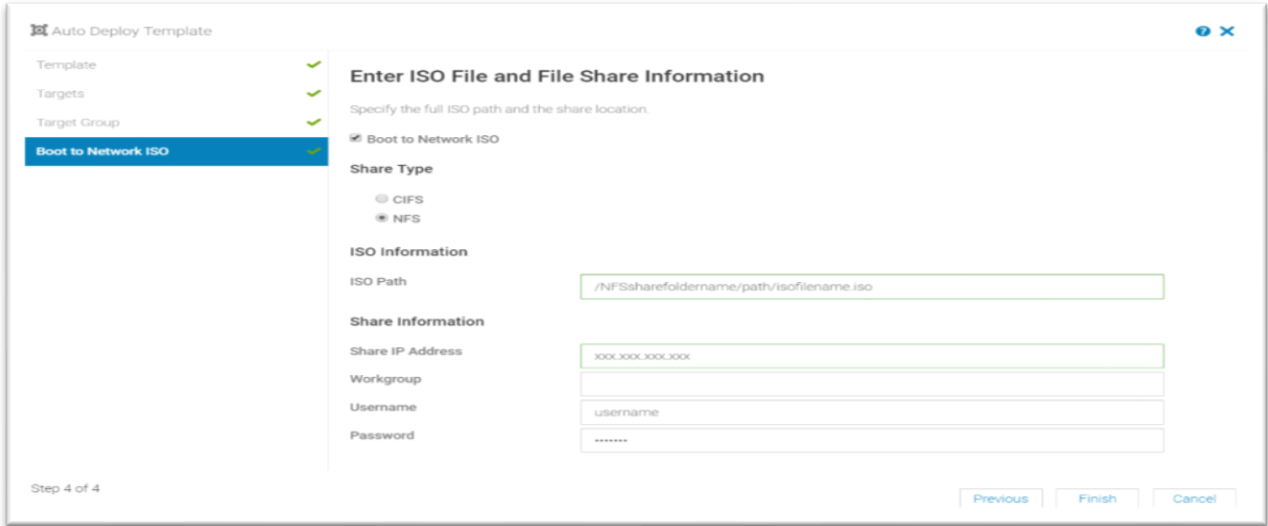 Auto Deploy Template
Template
Targets
Target Group
Boot to Network ISO
Enter ISO File and File Share Information
Specify the full ISO path and the share location.
Boot to Network ISO
Share Type
CIFS
NFS
ISO Information
ISO Path /NFSsharefoldername/path/isofilename.iso
Share Information
Share IP Address xxx.xxx.xxx.xxx
Workgroup
Username username
Password •••••••
Step 4 of 4
Previous Finish Cancel